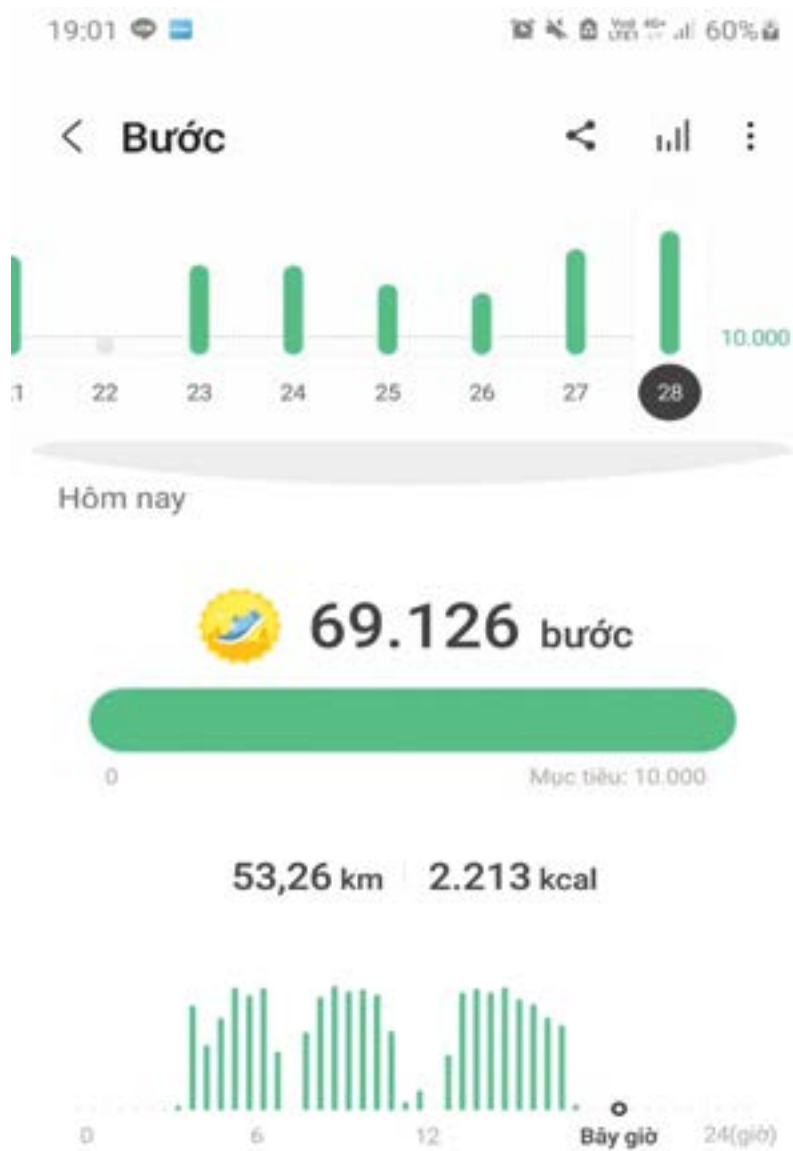 19:01 60%
Bước
10.000
22 23 24 25 26 27 28
Hôm nay
69.126 bước
0 Mục tiêu: 10.000
53,26 km 2.213 kcal
0 6 12 Bây giờ 24(giờ)